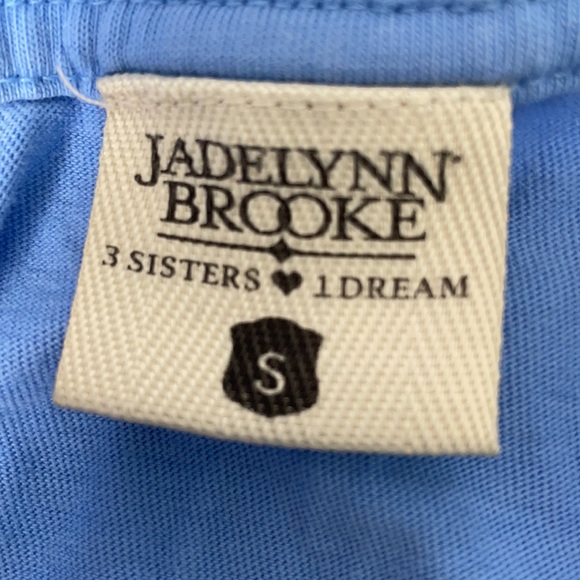 JADELYNN
BROOKE
3 SISTERS ♥ 1 DREAM
S